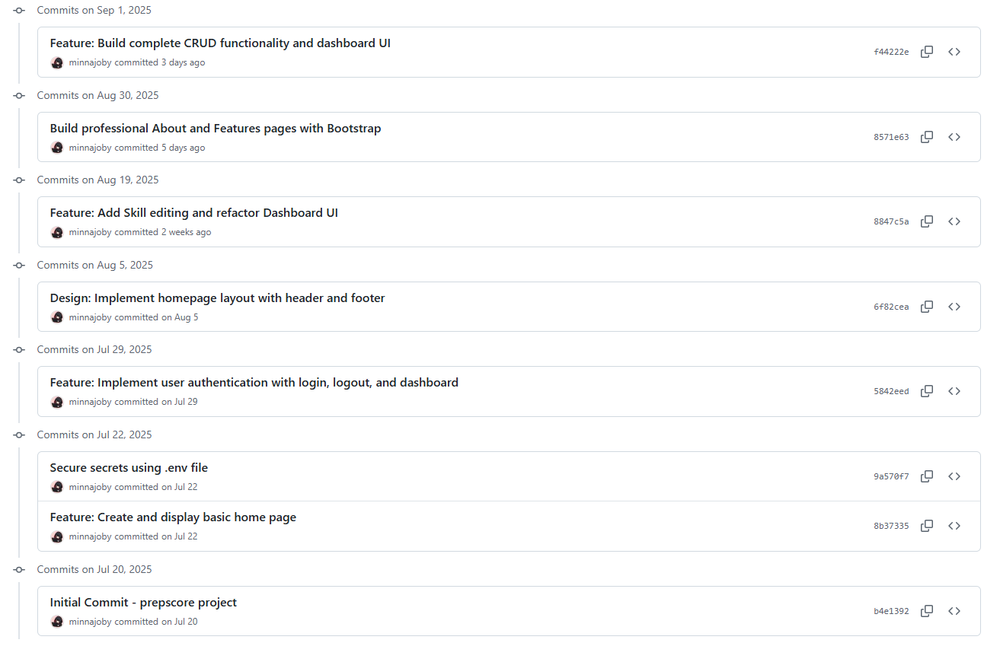 Commits on Sep 1, 2025
Feature: Build complete CRUD functionality and dashboard UI
minnajoby committed 3 days ago
f44222e
Commits on Aug 30, 2025
Build professional About and Features pages with Bootstrap
minnajoby committed 5 days ago
8571e63
Commits on Aug 19, 2025
Feature: Add Skill editing and refactor Dashboard UI
minnajoby committed 2 weeks ago
8847c5a
Commits on Aug 5, 2025
Design: Implement homepage layout with header and footer
minnajoby committed on Aug 5
6f82cea
Commits on Jul 29, 2025
Feature: Implement user authentication with login, logout, and dashboard
minnajoby committed on Jul 29
5842eed
Commits on Jul 22, 2025
Secure secrets using .env file
minnajoby committed on Jul 22
9a570f7
Feature: Create and display basic home page
minnajoby committed on Jul 22
8b37335
Commits on Jul 20, 2025
Initial Commit - prepscore project
minnajoby committed on Jul 20
b4e1392